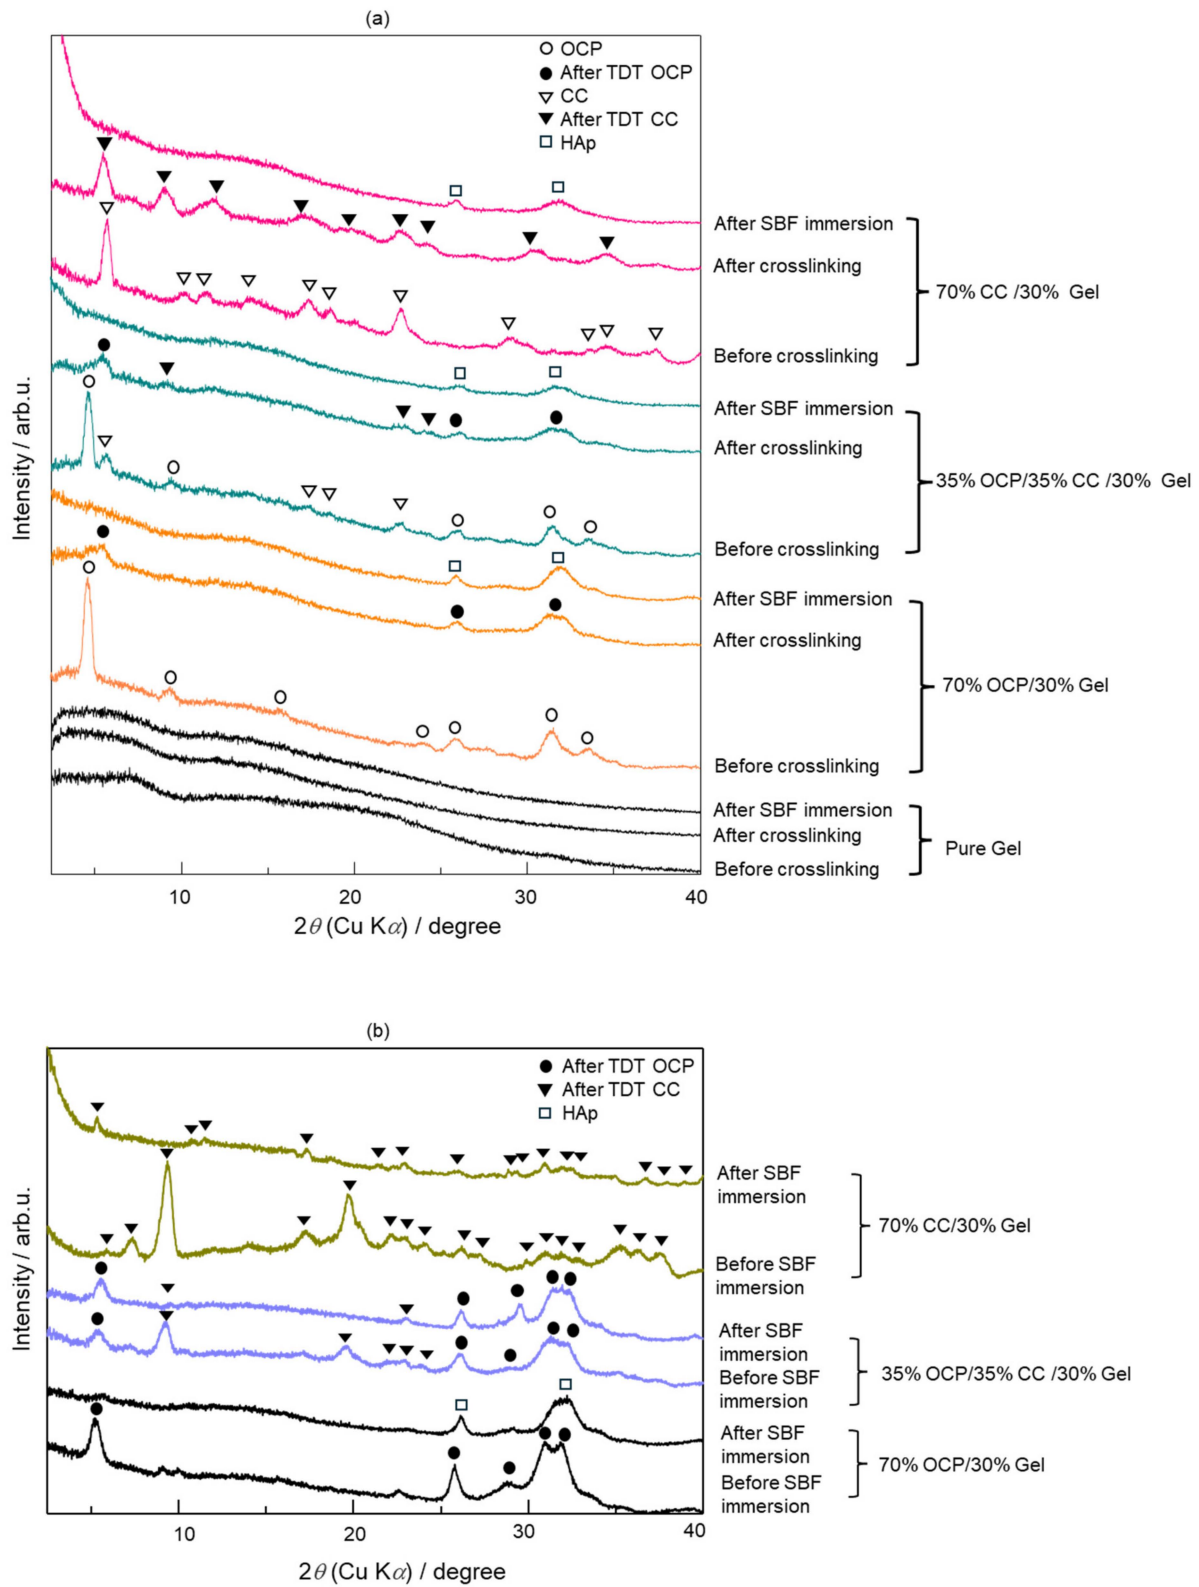 (a)
OCP
After TDT OCP
CC
After TDT CC
HAp
After SBF immersion
After crosslinking
70% CC /30% Gel
Before crosslinking
After SBF immersion
After crosslinking
35% OCP/35% CC /30% Gel
Before crosslinking
After SBF immersion
After crosslinking
70% OCP/30% Gel
Before crosslinking
After SBF immersion
After crosslinking
Pure Gel
Before crosslinking
Intensity / arb.u.
10
20
30
40
2θ (Cu Kα) / degree
(b)
After TDT OCP
After TDT CC
HAp
After SBF
immersion
70% CC/30% Gel
Before SBF
immersion
After SBF
immersion
35% OCP/35% CC /30% Gel
Before SBF
immersion
After SBF
immersion
70% OCP/30% Gel
Before SBF
immersion
Intensity / arb.u.
10
20
30
40
2θ (Cu Kα) / degree